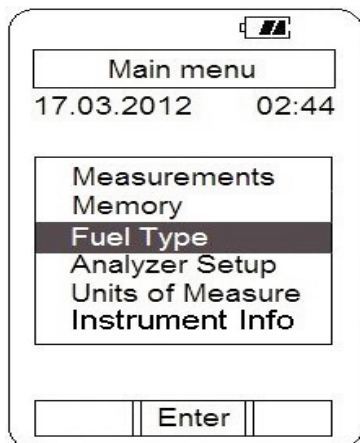 Main menu
17.03.2012 02:44
Measurements
Memory
Fuel Type
Analyzer Setup
Units of Measure
Instrument Info
Enter